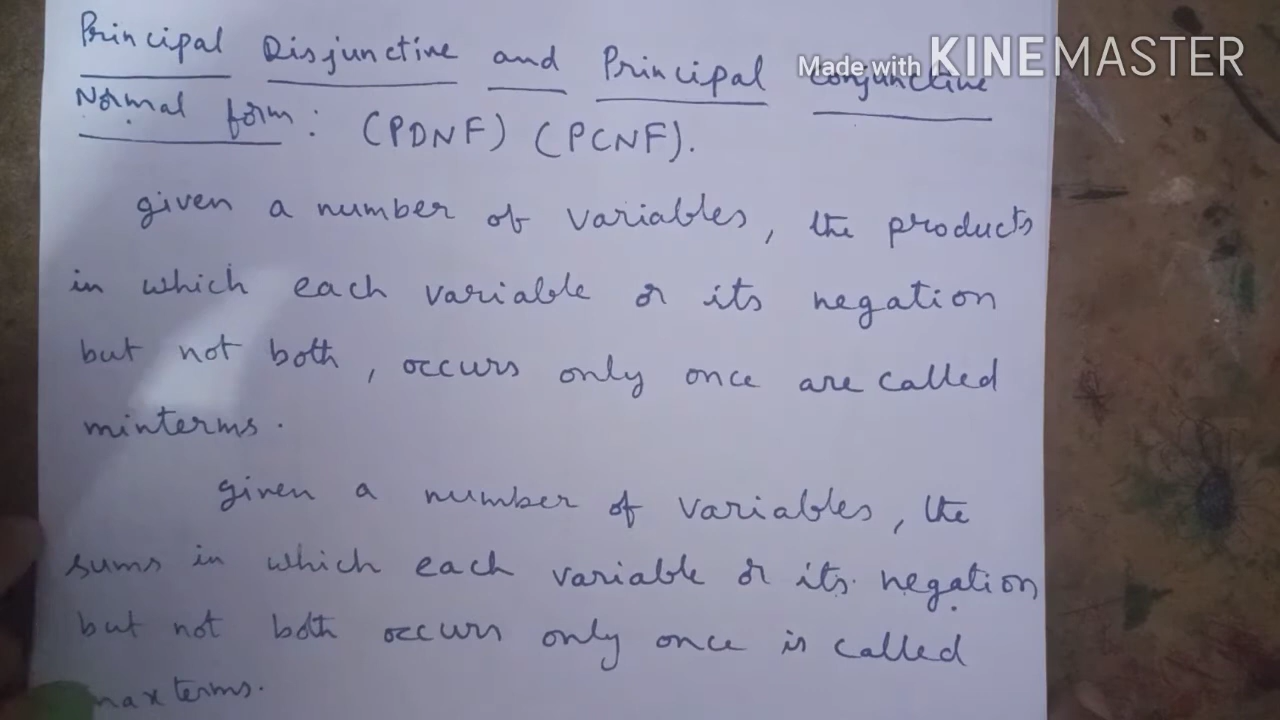 Principal Disjunctive and Principal Conjunctive
Made with KINEMASTER
Normal form: (PDNF) (PCNF).
given a number of variables, the products
in which each variable or its negation
but not both, occurs only once are called
minterms.
given a number of variables, the
sums in which each variable or its negation
but not both occurs only once is called
maxterms.